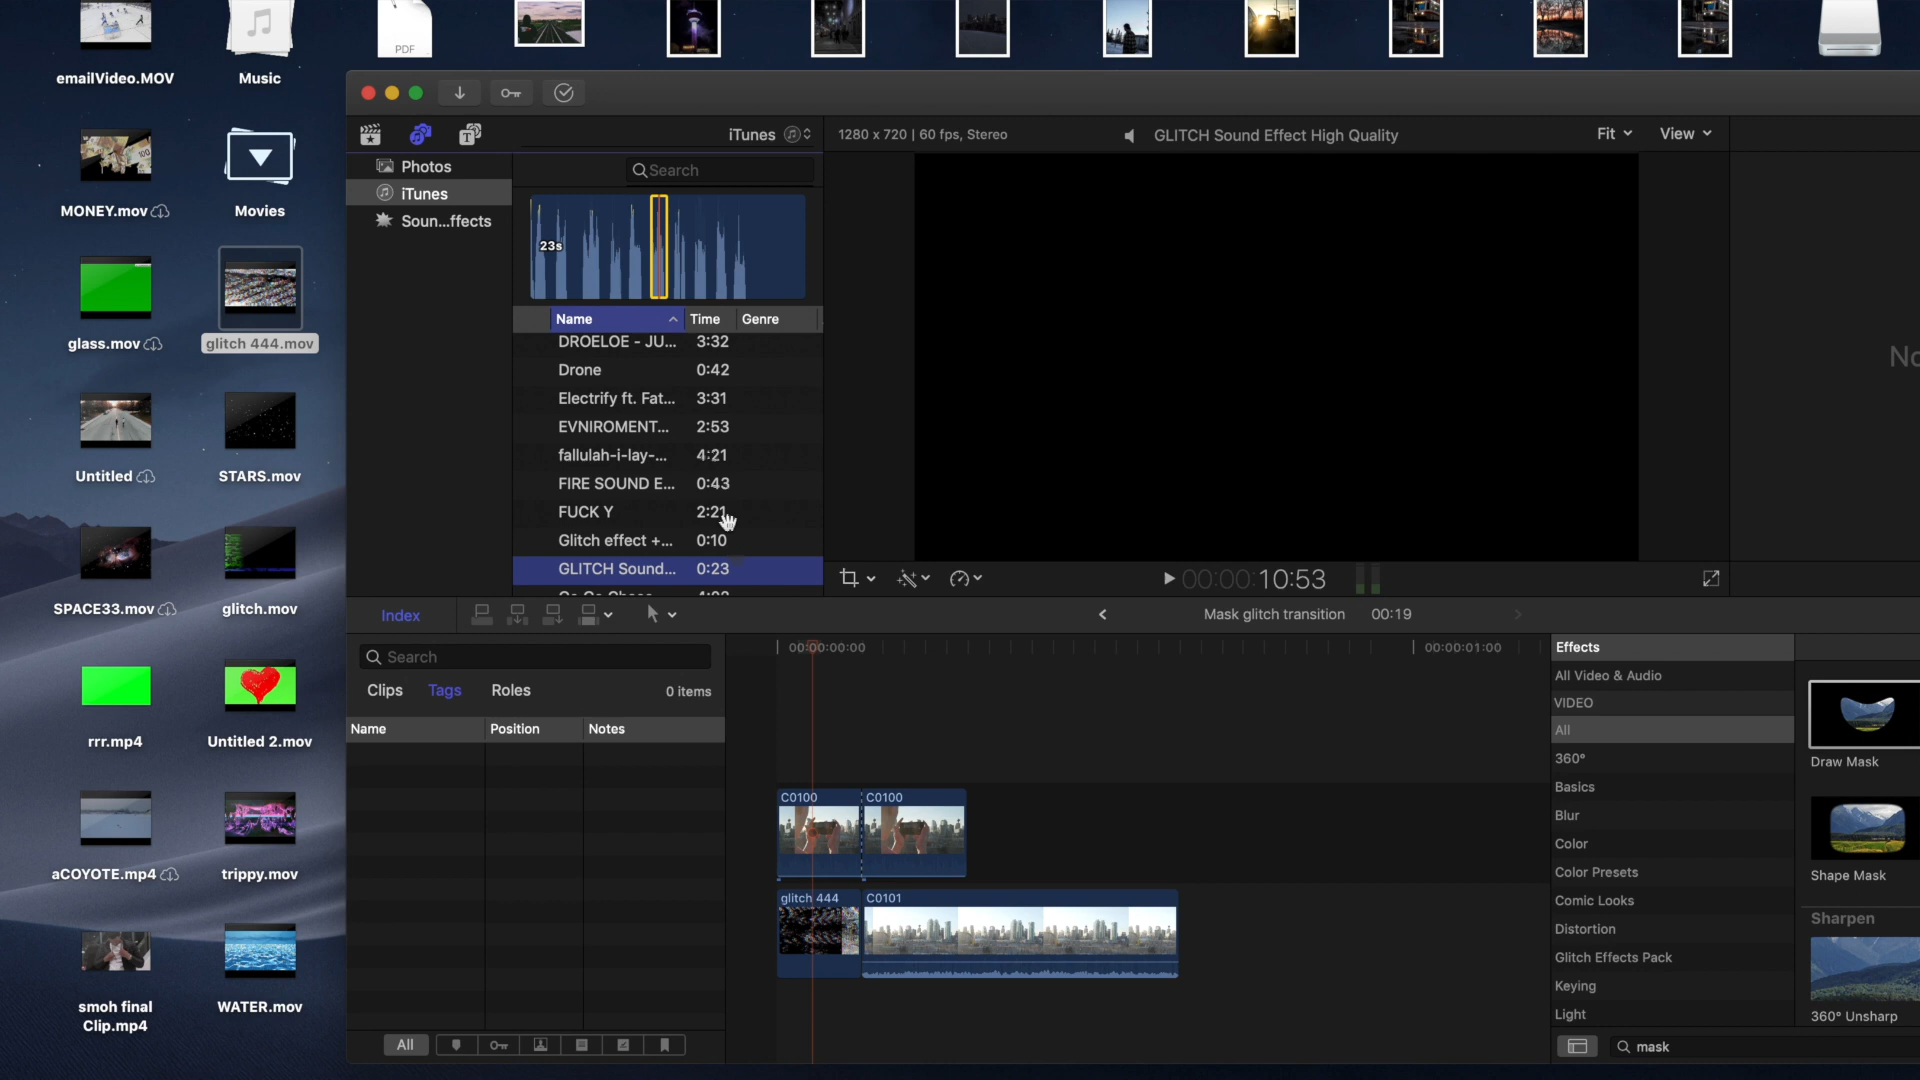 emailVideo.MOV
Music
PDF
MONEY.mov
Movies
glass.mov
glitch 444.mov
Untitled
STARS.mov
SPACE33.mov
glitch.mov
rrr.mp4
Untitled 2.mov
aCOYOTE.mp4
trippy.mov
smoh final
Clip.mp4
WATER.mov
iTunes
1280 x 720 | 60 fps, Stereo
GLITCH Sound Effect High Quality
Fit
View
Photos
iTunes
Soun...ffects
Search
23s
Name
Time
Genre
DROELOE - JU... 3:32
Drone 0:42
Electrify ft. Fat... 3:31
EVNIROMENT... 2:53
fallulah-i-lay-... 4:21
FIRE SOUND E... 0:43
FUCK Y 2:21
Glitch effect +... 0:10
GLITCH Sound... 0:23
No
00:00:00:10:53
Index
Mask glitch transition 00:19
Search
Clips
Tags
Roles
0 items
Name
Position
Notes
All
00:00:00:00
00:00:01:00
C0100
C0100
glitch 444
C0101
Effects
All Video & Audio
VIDEO
All
360°
Basics
Blur
Color
Color Presets
Comic Looks
Distortion
Glitch Effects Pack
Keying
Light
Draw Mask
Shape Mask
Sharpen
360° Unsharp
mask